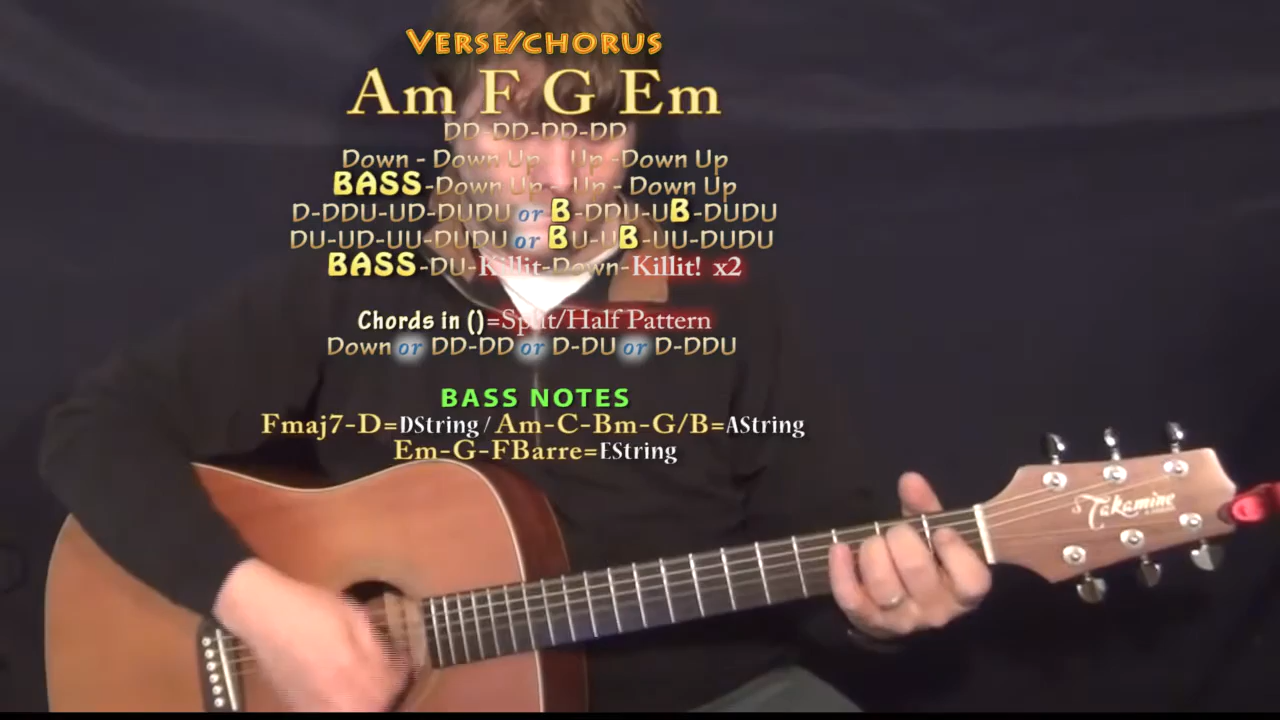 VERSE/CHORUS
Am F G Em
DD-DD-DD-DD
Down - Down Up - Up -Down Up
BASS-Down Up - Up - Down Up
D-DDU-UD-DUDU or B-DDU-UB-DUDU
DU-UD-UU-DUDU or BU-UB-UU-DUDU
BASS-DU-Killit-Down-Killit! x2
Chords in ()=Split/Half Pattern
Down or DD-DD or D-DU or D-DDU
BASS NOTES
Fmaj7-D=DString / Am-C-Bm-G/B=AString
Em-G-FBarre=EString
Takamine